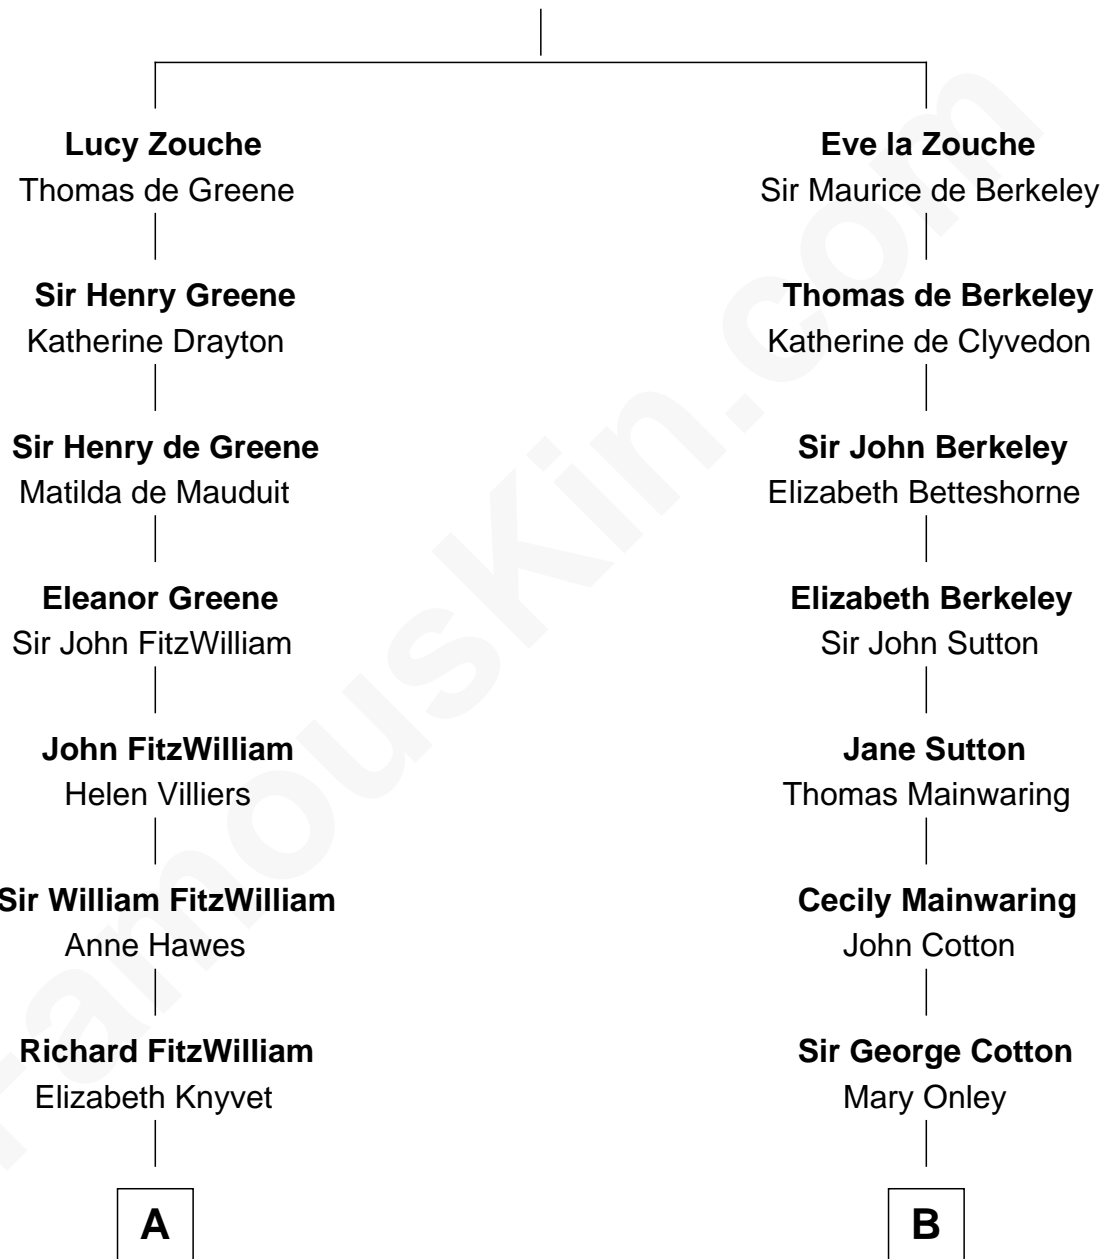 Lucy Zouche
Thomas de Greene
Sir Henry Greene
Katherine Drayton
Sir Henry de Greene
Matilda de Mauduit
Eleanor Greene
Sir John FitzWilliam
John FitzWilliam
Helen Villiers
Sir William FitzWilliam
Anne Hawes
Richard FitzWilliam
Elizabeth Knyvet
A
Eve la Zouche
Sir Maurice de Berkeley
Thomas de Berkeley
Katherine de Clyvedon
Sir John Berkeley
Elizabeth Betteshorne
Elizabeth Berkeley
Sir John Sutton
Jane Sutton
Thomas Mainwaring
Cecily Mainwaring
John Cotton
Sir George Cotton
Mary Onley
B
FamousKin.com